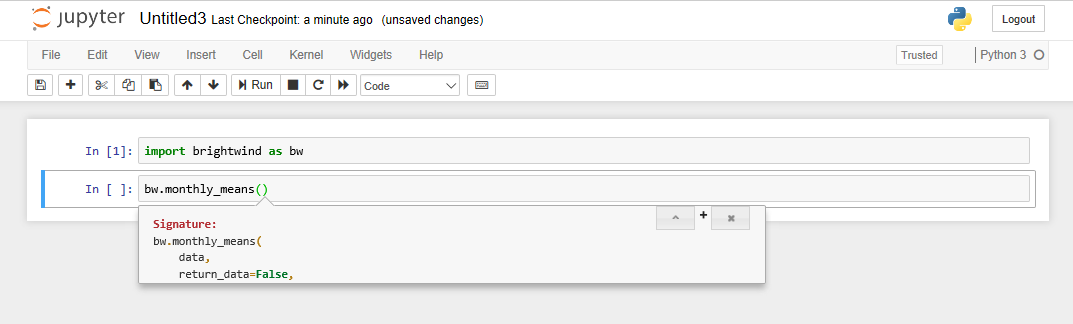 jupyter Untitled3 Last Checkpoint: a minute ago (unsaved changes) Logout
File Edit View Insert Cell Kernel Widgets Help Trusted Python 3
Run Code
In [1]: import brightwind as bw
In [ ]: bw.monthly_means()
Signature:
bw.monthly_means(
data,
return_data=False,